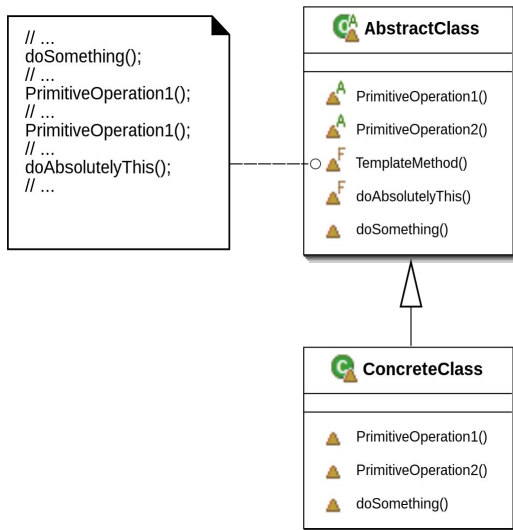 // ...
doSomething();
// ...
PrimitiveOperation1();
// ...
PrimitiveOperation1();
// ...
doAbsolutelyThis();
// ...
C A AbstractClass
A PrimitiveOperation1()
A PrimitiveOperation2()
F TemplateMethod()
F doAbsolutelyThis()
doSomething()
C ConcreteClass
PrimitiveOperation1()
PrimitiveOperation2()
doSomething()